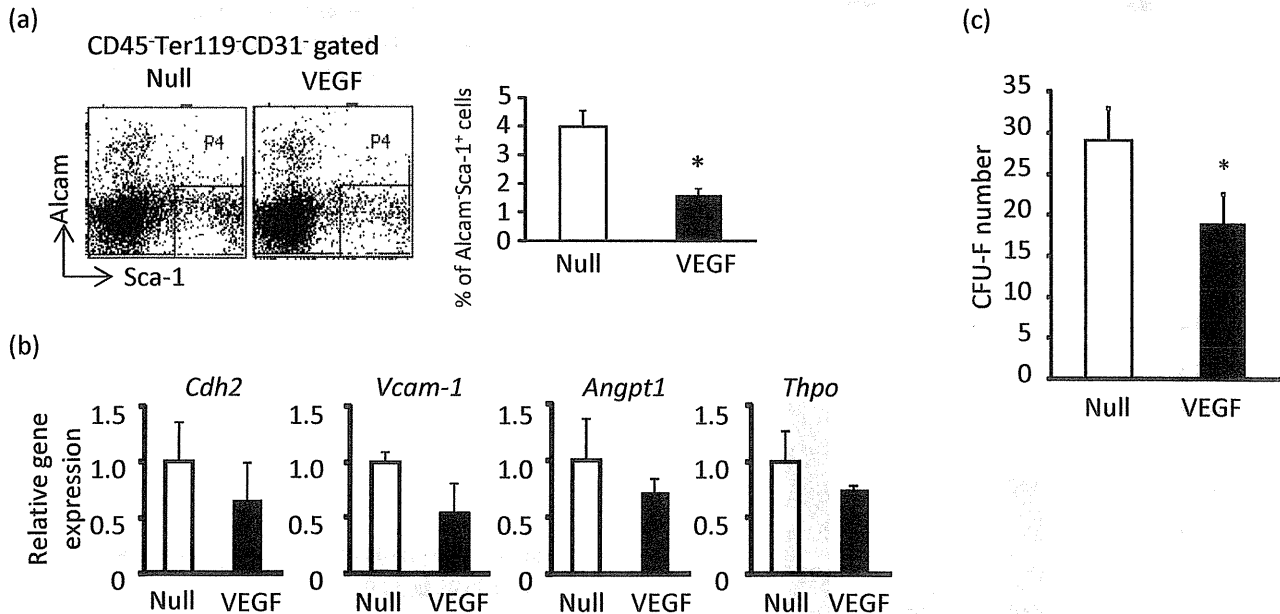 (a)
CD45-Ter119-CD31- gated
Null VEGF
P4 P4
Alcam
Sca-1
% of Alcam-Sca-1+ cells
5
4
3
2
1
0
*
Null VEGF
(b)
Relative gene
expression
Cdh2
1.5
1.0
0.5
0
Null VEGF
Vcam-1
1.5
1.0
0.5
0
Null VEGF
Angpt1
1.5
1.0
0.5
0
Null VEGF
Thpo
1.5
1.0
0.5
0
Null VEGF
(c)
CFU-F number
35
30
25
20
15
10
5
0
*
Null VEGF